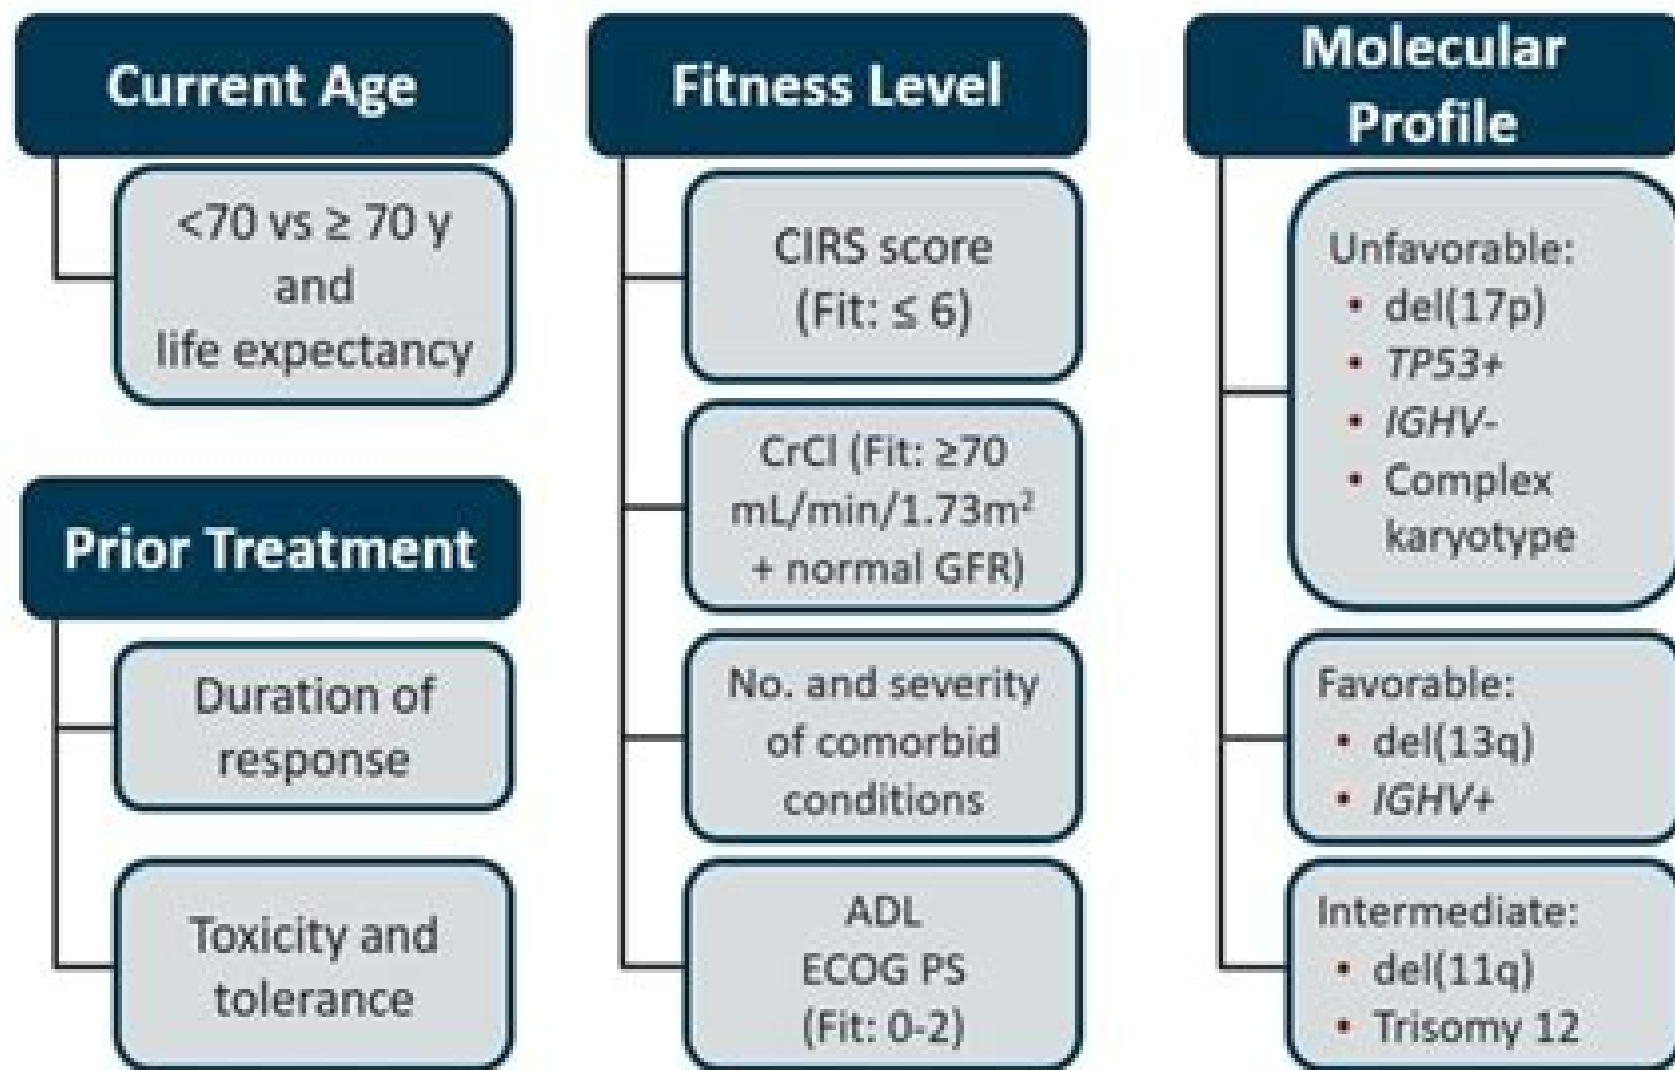 Current Age
<70 vs ≥ 70 y
and
life expectancy
Prior Treatment
Duration of
response
Toxicity and
tolerance
Fitness Level
CIRS score
(Fit: ≤ 6)
CrCl (Fit: ≥70
mL/min/1.73m²
+ normal GFR)
No. and severity
of comorbid
conditions
ADL
ECOG PS
(Fit: 0-2)
Molecular
Profile
Unfavorable:
• del(17p)
• TP53+
• IGHV-
• Complex
karyotype
Favorable:
• del(13q)
• IGHV+
Intermediate:
• del(11q)
• Trisomy 12